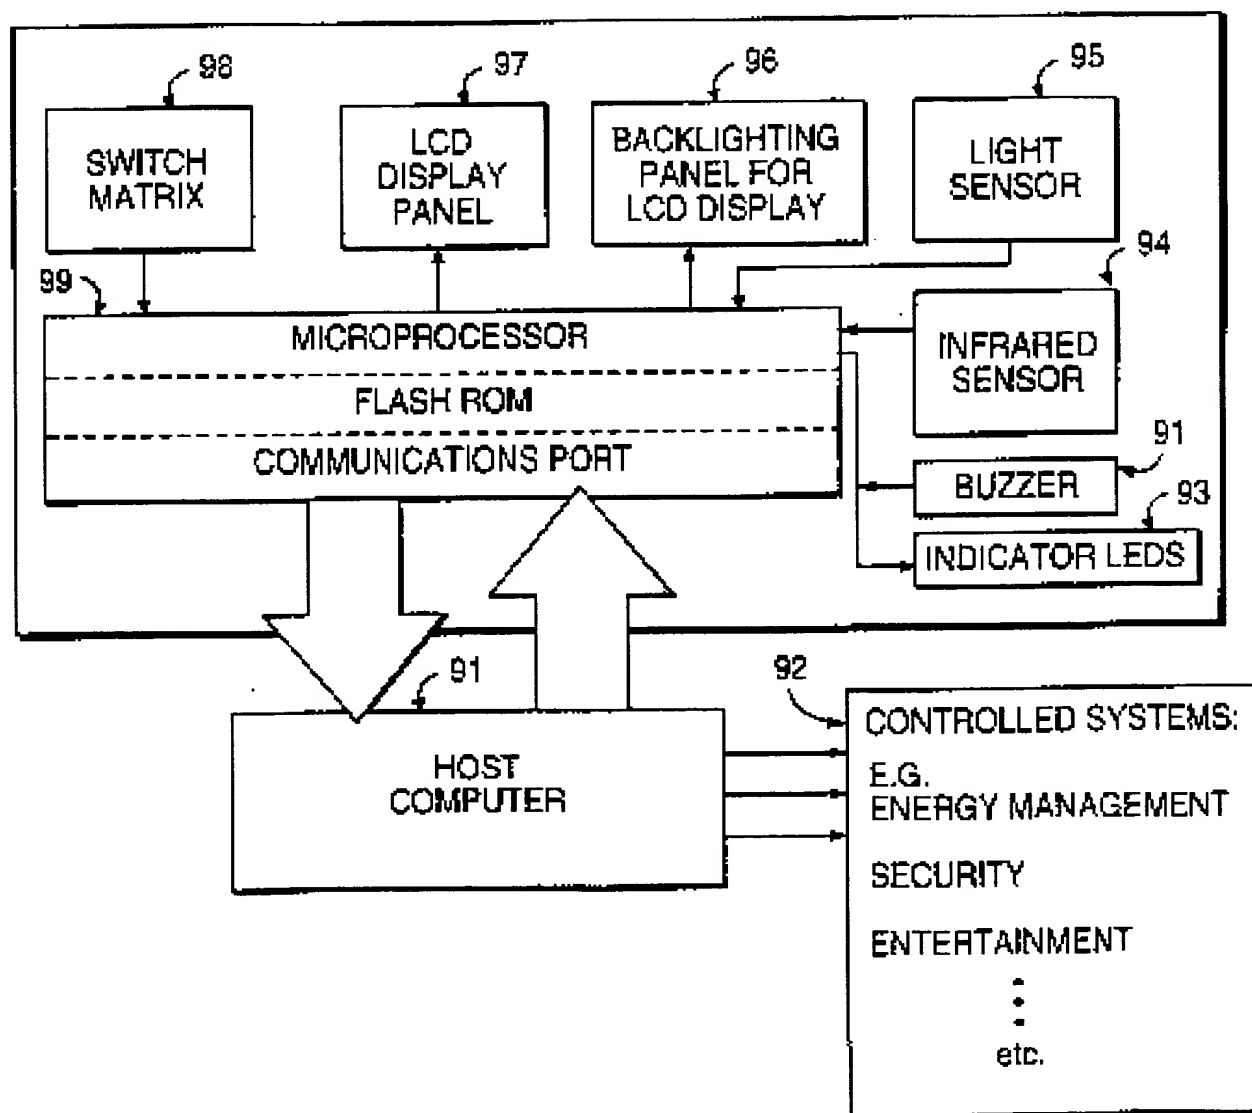 98
97
96
95
SWITCH
MATRIX
LCD
DISPLAY
PANEL
BACKLIGHTING
PANEL FOR
LCD DISPLAY
LIGHT
SENSOR
94
99
MICROPROCESSOR
FLASH ROM
COMMUNICATIONS PORT
INFRARED
SENSOR
91
BUZZER
93
INDICATOR LEDS
91
HOST
COMPUTER
92
CONTROLLED SYSTEMS:
E.G.
ENERGY MANAGEMENT
SECURITY
ENTERTAINMENT
etc.